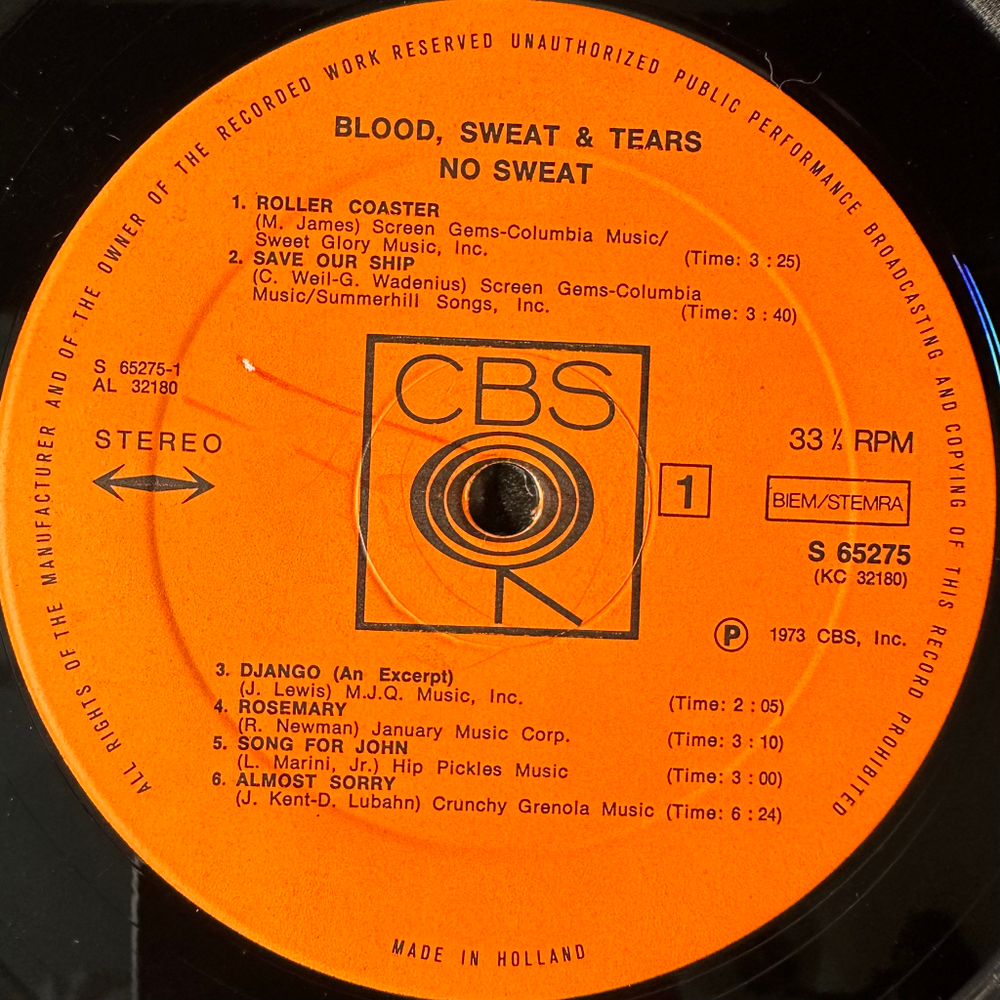 ALL RIGHTS OF THE MANUFACTURER AND OF THE OWNER OF THE RECORDED WORK RESERVED UNAUTHORIZED PUBLIC PERFORMANCE BROADCASTING AND COPYING OF THIS RECORD PROHIBITED
BLOOD, SWEAT & TEARS
NO SWEAT
1. ROLLER COASTER
(M. James) Screen Gems-Columbia Music/
Sweet Glory Music, Inc. (Time: 3 : 25)
2. SAVE OUR SHIP
(C. Weil-G. Wadenius) Screen Gems-Columbia
Music/Summerhill Songs, Inc. (Time: 3 : 40)
S 65275-1
AL 32180
STEREO
CBS
1
33 ⅓ RPM
BIEM/STEMRA
S 65275
(KC 32180)
Ⓟ 1973 CBS, Inc.
3. DJANGO (An Excerpt)
(J. Lewis) M.J.Q. Music, Inc. (Time: 2 : 05)
4. ROSEMARY
(R. Newman) January Music Corp. (Time: 3 : 10)
5. SONG FOR JOHN
(L. Marini, Jr.) Hip Pickles Music (Time: 3 : 00)
6. ALMOST SORRY
(J. Kent-D. Lubahn) Crunchy Grenola Music (Time: 6 : 24)
MADE IN HOLLAND